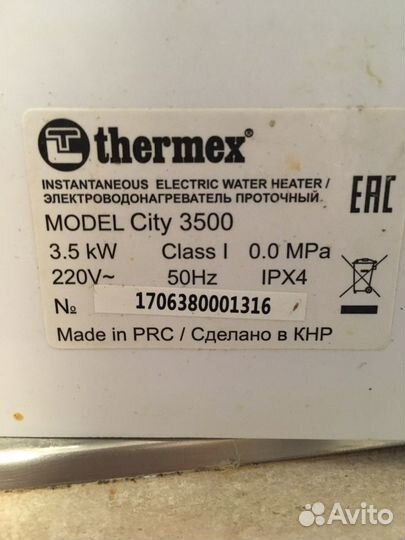 thermex®
INSTANTANEOUS ELECTRIC WATER HEATER /
ЭЛЕКТРОВОДОНАГРЕВАТЕЛЬ ПРОТОЧНЫЙ
EAC
MODEL City 3500
3.5 kW Class I 0.0 MPa
220V~ 50Hz IPX4
№ 1706380001316
Made in PRC / Сделано в КНР
Avito